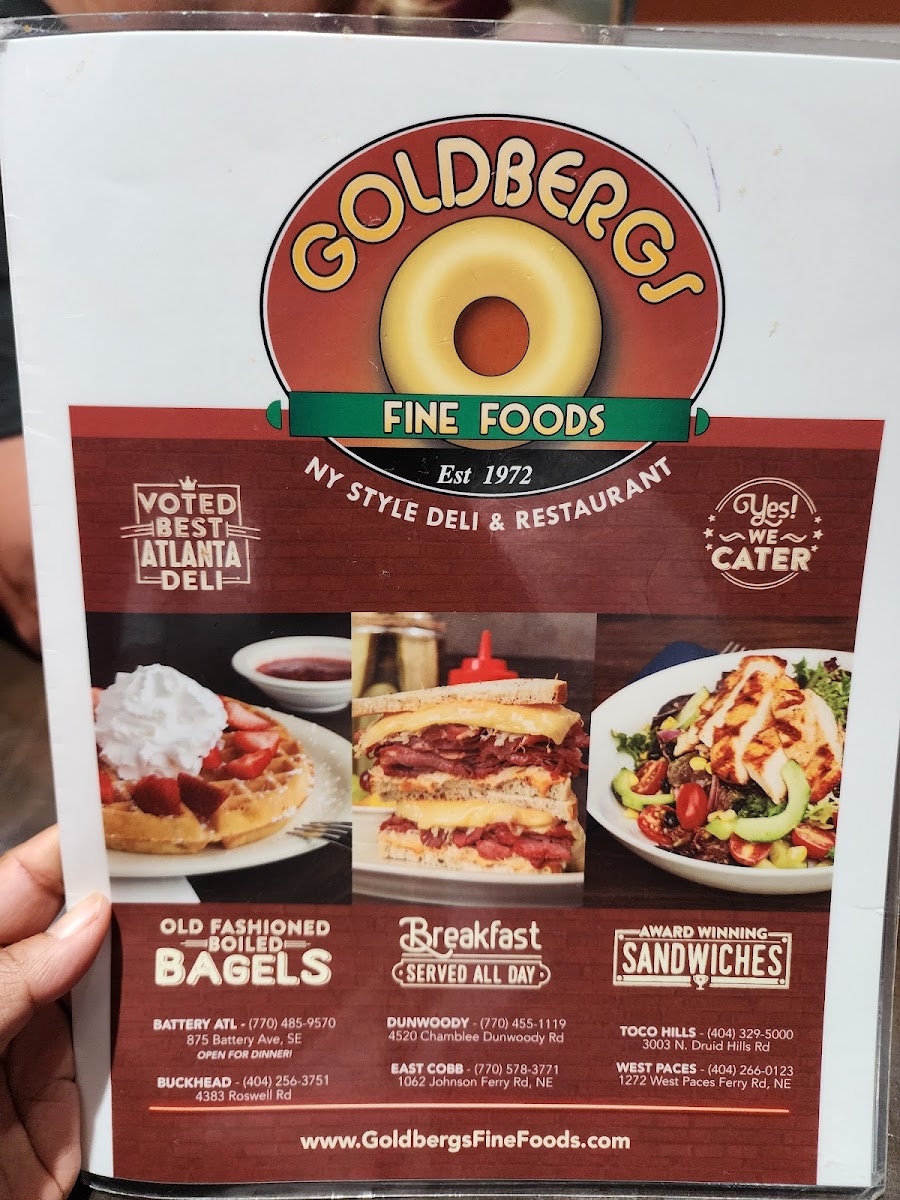 GOLDBERGS
FINE FOODS
Est 1972
NY STYLE DELI & RESTAURANT
VOTED
BEST
ATLANTA
DELI
Yes!
WE
CATER
OLD FASHIONED
BOILED
BAGELS
Breakfast
SERVED ALL DAY
AWARD WINNING
SANDWICHES
BATTERY ATL - (770) 485-9570
875 Battery Ave, SE
OPEN FOR DINNER!
BUCKHEAD - (404) 256-3751
4383 Roswell Rd
DUNWOODY - (770) 455-1119
4520 Chamblee Dunwoody Rd
EAST COBB - (770) 578-3771
1062 Johnson Ferry Rd, NE
TOCO HILLS - (404) 329-5000
3003 N. Druid Hills Rd
WEST PACES - (404) 266-0123
1272 West Paces Ferry Rd, NE
www.GoldbergsFineFoods.com